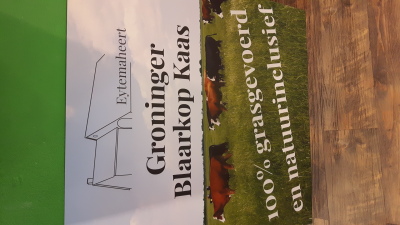 Eytemaheert
Groninger
Blaarkop Kaas
100% grasgevoerd
en natuurinclusief